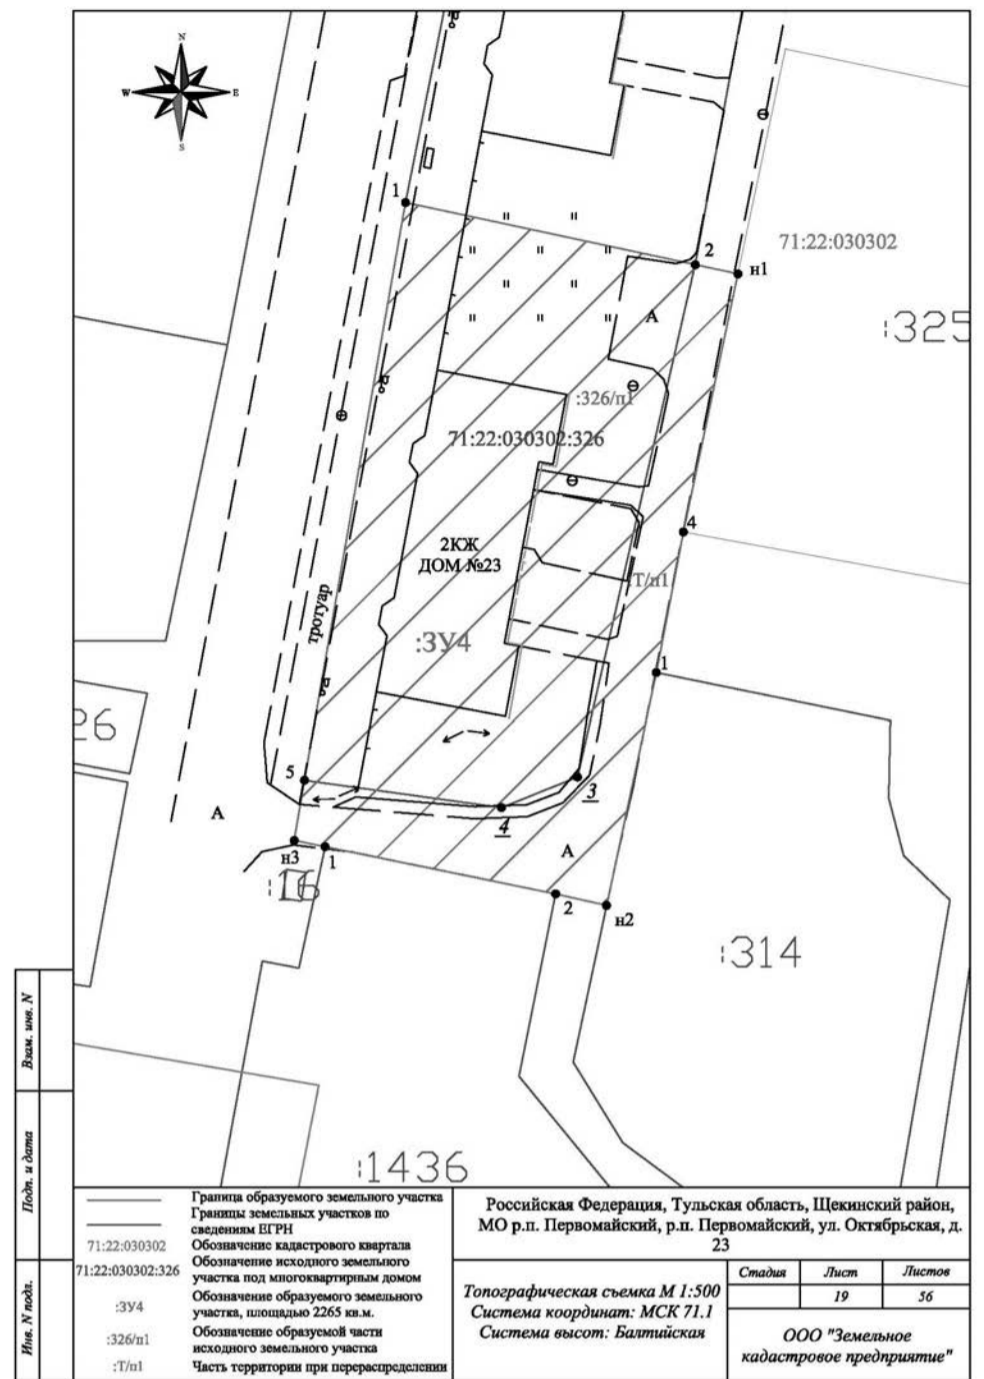 N
W
E
S
1
2
н1
71:22:030302
:325
А
:326/п1
71:22:030302:326
4
2КЖ
ДОМ №23
:Т/п1
тротуар
:ЗУ4
1
26
5
3
4
А
А
н3
1
:16
2
н2
:314
:1436
Взам. инв. N
Подп. и дата
Инв. N подл.
Граница образуемого земельного участка
Границы земельных участков по
сведениям ЕГРН
71:22:030302
Обозначение кадастрового квартала
71:22:030302:326
Обозначение исходного земельного
участка под многоквартирным домом
:ЗУ4
Обозначение образуемого земельного
участка, площадью 2265 кв.м.
:326/п1
Обозначение образуемой части
исходного земельного участка
:Т/п1
Часть территории при перераспределении
Российская Федерация, Тульская область, Щекинский район,
МО р.п. Первомайский, р.п. Первомайский, ул. Октябрьская, д.
23
Топографическая съемка М 1:500
Система координат: МСК 71.1
Система высот: Балтийская
Стадия
Лист
Листов
19
56
ООО "Земельное
кадастровое предприятие"